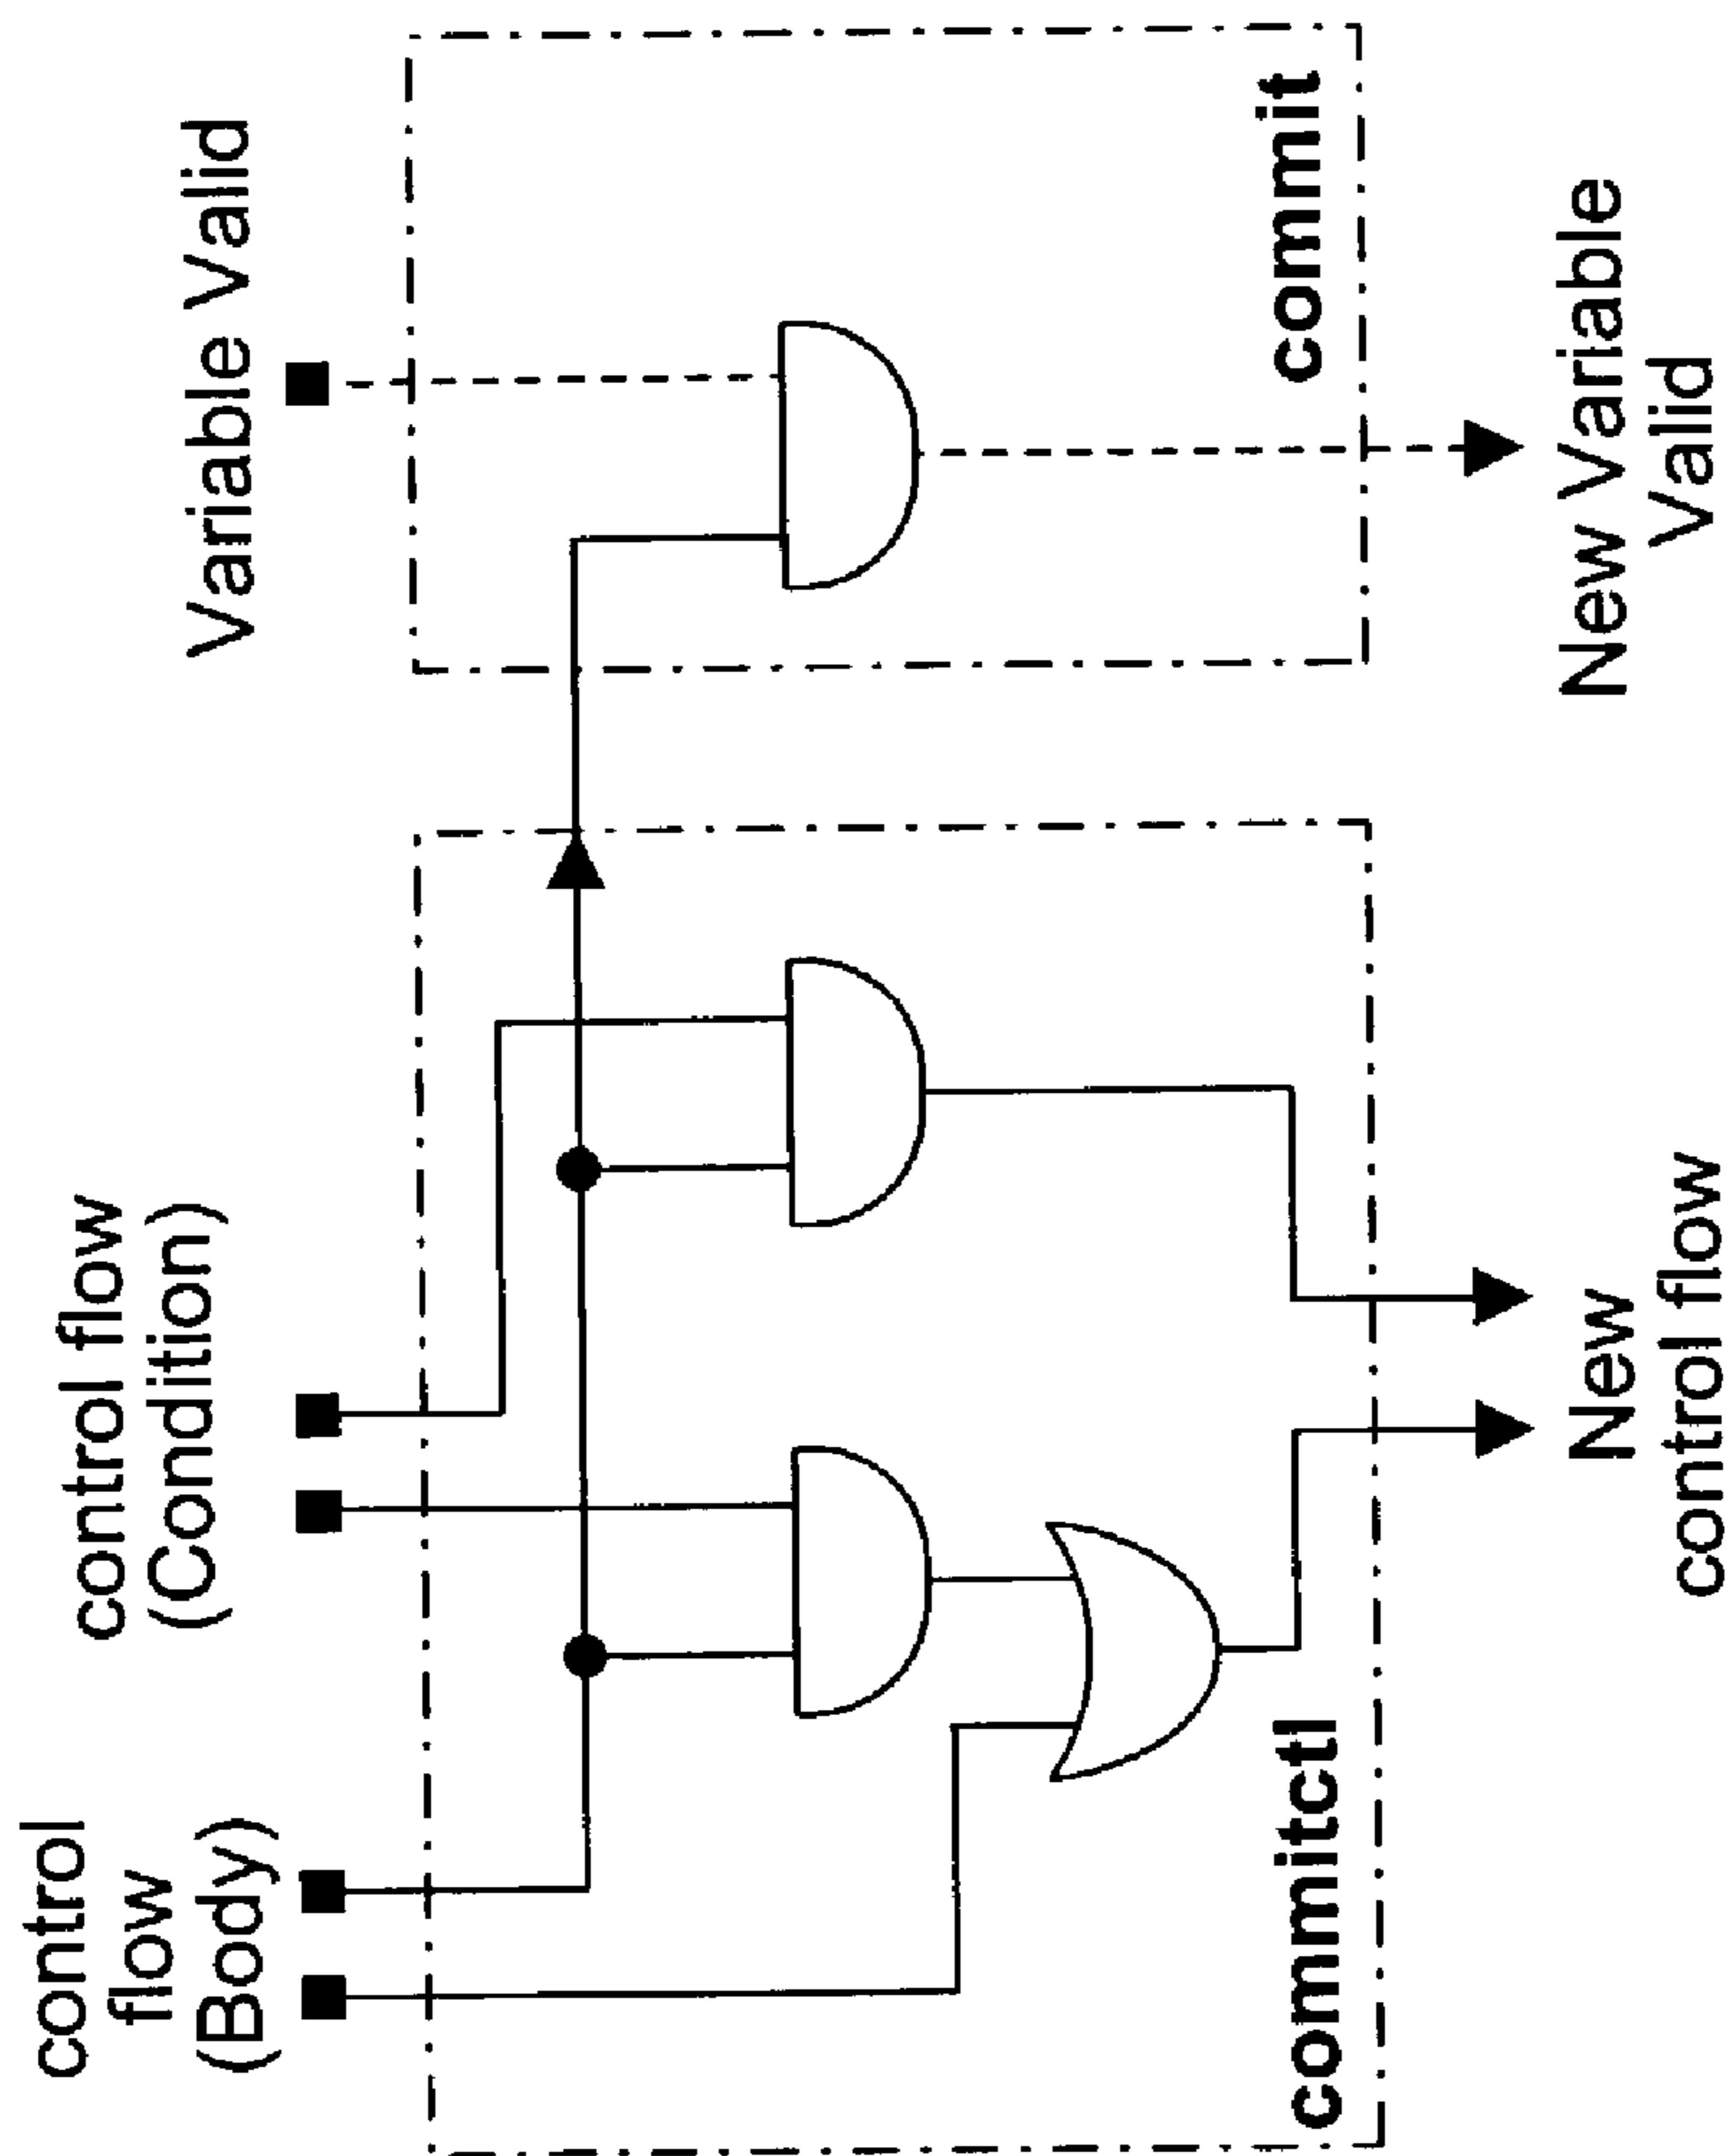 control
flow
(Body)
control flow
(Condition)
Variable Valid
commitctl
commit
New
control flow
New Variable
Valid